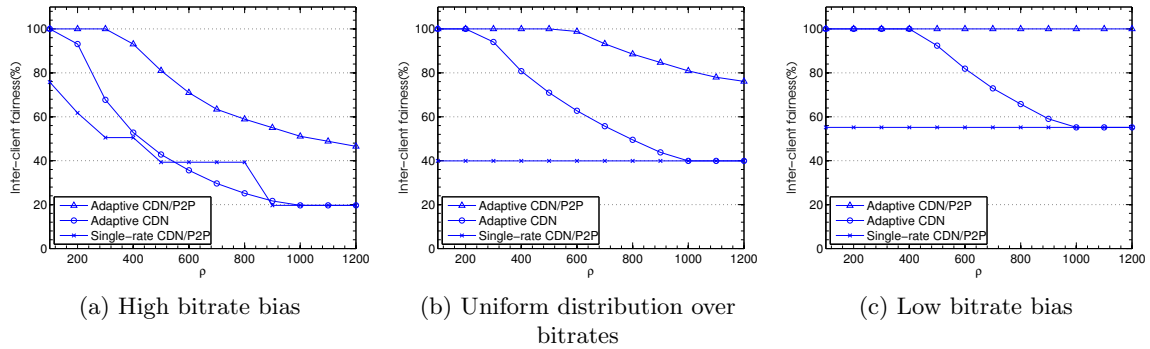 Inter-client fairness(%)
100
80
60
40
20
0
Adaptive CDN/P2P
Adaptive CDN
Single-rate CDN/P2P
200 400 600 800 1000 1200
ρ
(a) High bitrate bias
Inter-client fairness(%)
100
80
60
40
20
0
Adaptive CDN/P2P
Adaptive CDN
Single-rate CDN/P2P
200 400 600 800 1000 1200
ρ
(b) Uniform distribution over
bitrates
Inter-client fairness(%)
100
80
60
40
20
0
Adaptive CDN/P2P
Adaptive CDN
Single-rate CDN/P2P
200 400 600 800 1000 1200
ρ
(c) Low bitrate bias